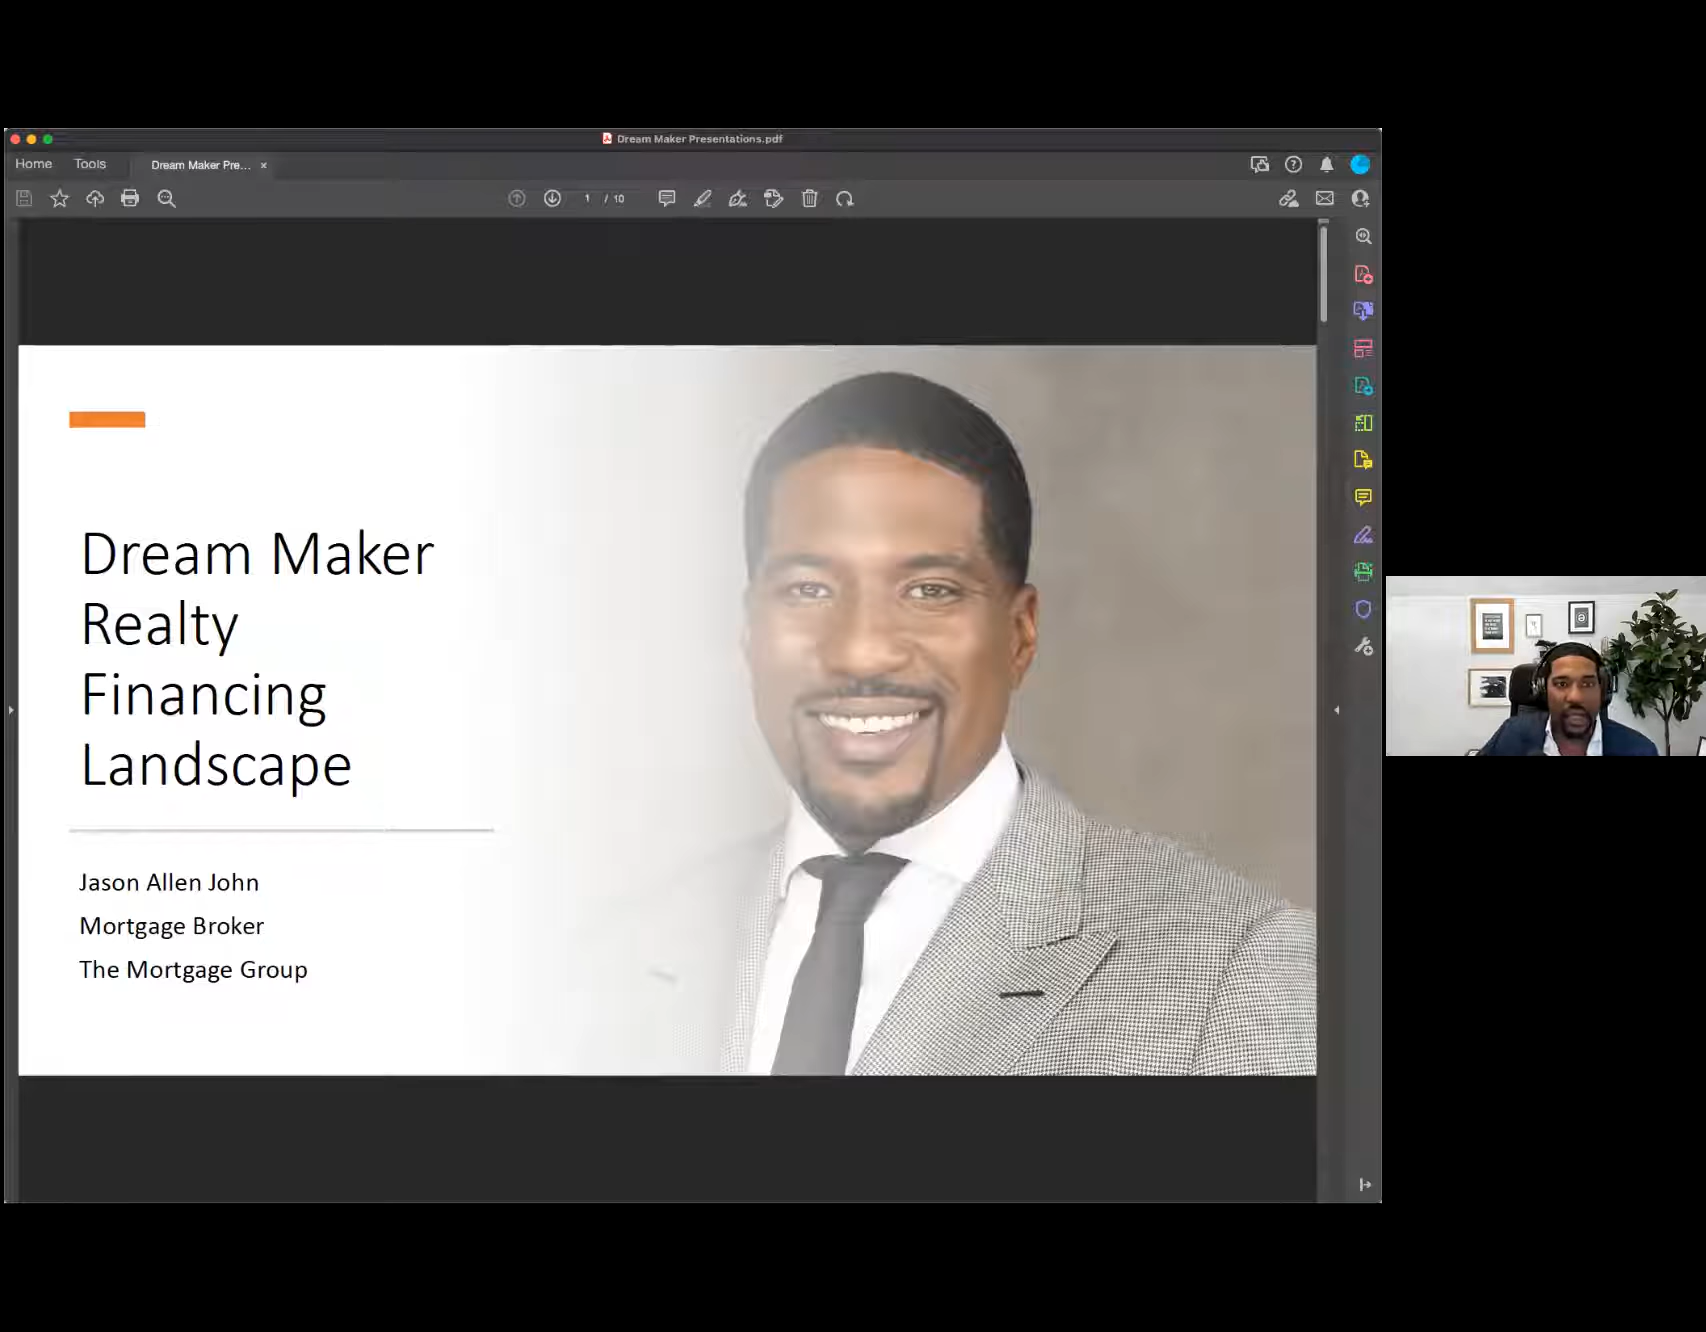 Dream Maker Presentations.pdf
Home
Tools
Dream Maker Pre... ×
1 / 10
Dream Maker
Realty
Financing
Landscape
Jason Allen John
Mortgage Broker
The Mortgage Group